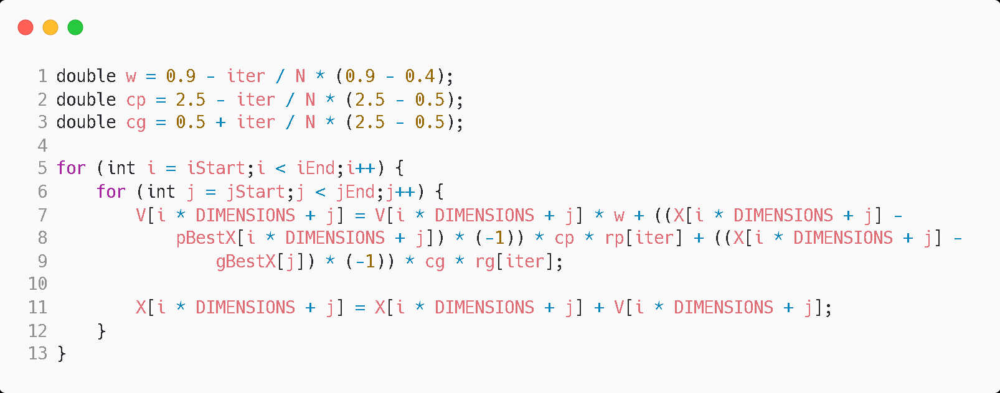 1 double w = 0.9 - iter / N * (0.9 - 0.4);
2 double cp = 2.5 - iter / N * (2.5 - 0.5);
3 double cg = 0.5 + iter / N * (2.5 - 0.5);
4
5 for (int i = iStart;i < iEnd;i++) {
6     for (int j = jStart;j < jEnd;j++) {
7         V[i * DIMENSIONS + j] = V[i * DIMENSIONS + j] * w + ((X[i * DIMENSIONS + j] -
8             pBestX[i * DIMENSIONS + j]) * (-1)) * cp * rp[iter] + ((X[i * DIMENSIONS + j] -
9                 gBestX[j]) * (-1)) * cg * rg[iter];
10
11         X[i * DIMENSIONS + j] = X[i * DIMENSIONS + j] + V[i * DIMENSIONS + j];
12     }
13 }